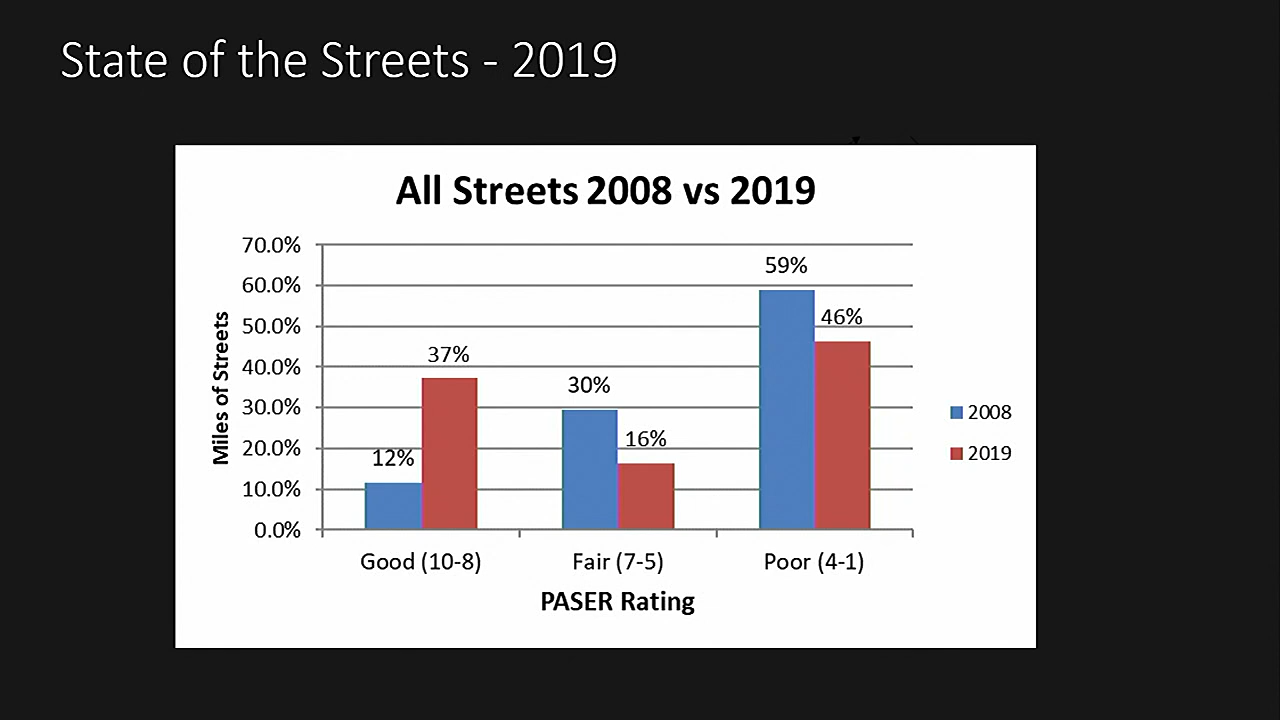 State of the Streets - 2019
All Streets 2008 vs 2019
70.0%
60.0%
50.0%
40.0%
30.0%
20.0%
10.0%
0.0%
Miles of Streets
12%
37%
30%
16%
59%
46%
Good (10-8)
Fair (7-5)
Poor (4-1)
PASER Rating
2008
2019